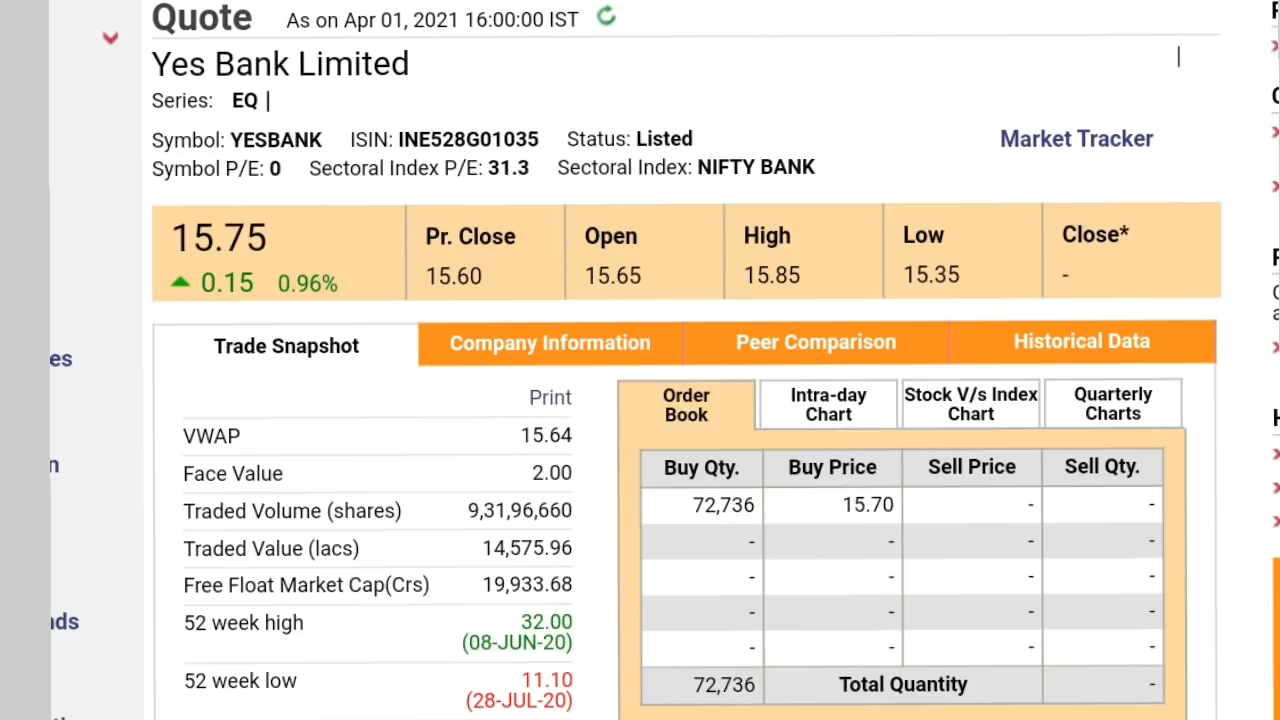 Quote As on Apr 01, 2021 16:00:00 IST
Yes Bank Limited |
Series: EQ |
Symbol: YESBANK ISIN: INE528G01035 Status: Listed Market Tracker
Symbol P/E: 0 Sectoral Index P/E: 31.3 Sectoral Index: NIFTY BANK
15.75 Pr. Close Open High Low Close*
0.15 0.96% 15.60 15.65 15.85 15.35 -
Trade Snapshot Company Information Peer Comparison Historical Data
Print
VWAP 15.64
Face Value 2.00
Traded Volume (shares) 9,31,96,660
Traded Value (lacs) 14,575.96
Free Float Market Cap(Crs) 19,933.68
52 week high 32.00
(08-JUN-20)
52 week low 11.10
(28-JUL-20)
Order Intra-day Stock V/s Index Quarterly
Book Chart Chart Charts
Buy Qty. Buy Price Sell Price Sell Qty.
72,736 15.70 - -
- - - -
- - - -
- - - -
- - - -
72,736 Total Quantity -